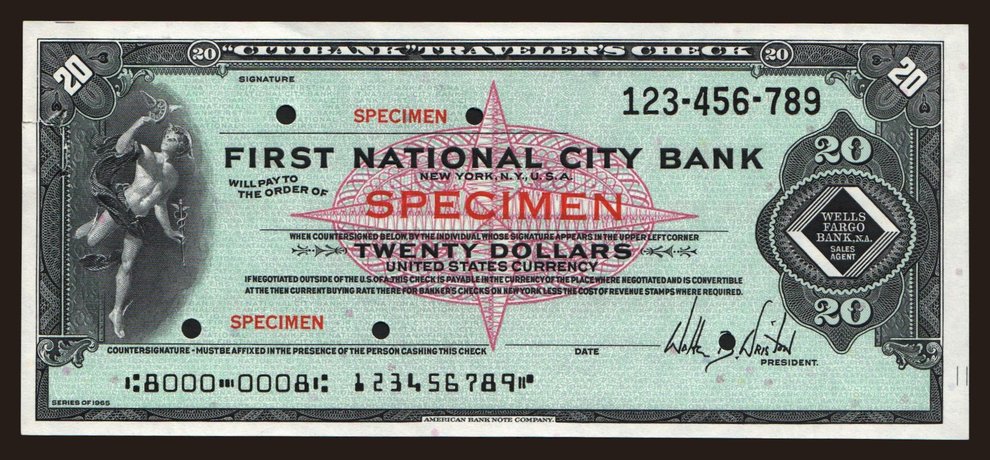 20 "CITIBANK" TRAVELER'S CHECK 20
20 20
SIGNATURE
SPECIMEN
123-456-789
FIRST NATIONAL CITY BANK
NEW YORK, N.Y., U.S.A.
20
WILL PAY TO
THE ORDER OF
SPECIMEN
WELLS
FARGO
BANK, N.A.
SALES
AGENT
WHEN COUNTERSIGNED BELOW BY THE INDIVIDUAL WHOSE SIGNATURE APPEARS IN THE UPPER LEFT CORNER
TWENTY DOLLARS
UNITED STATES CURRENCY
IF NEGOTIATED OUTSIDE OF THE U.S. OF A. THIS CHECK IS PAYABLE IN THE CURRENCY OF THE PLACE WHERE NEGOTIATED AND IS CONVERTIBLE
AT THE THEN CURRENT BUYING RATE THERE FOR BANKER'S CHECKS ON NEW YORK LESS THE COST OF REVENUE STAMPS WHERE REQUIRED.
20
SPECIMEN
Walter B. Wriston
COUNTERSIGNATURE - MUST BE AFFIXED IN THE PRESENCE OF THE PERSON CASHING THIS CHECK
DATE
PRESIDENT.
⑆8000⑉0008⑆ 123456789⑈
SERIES OF 1965
AMERICAN BANK NOTE COMPANY.